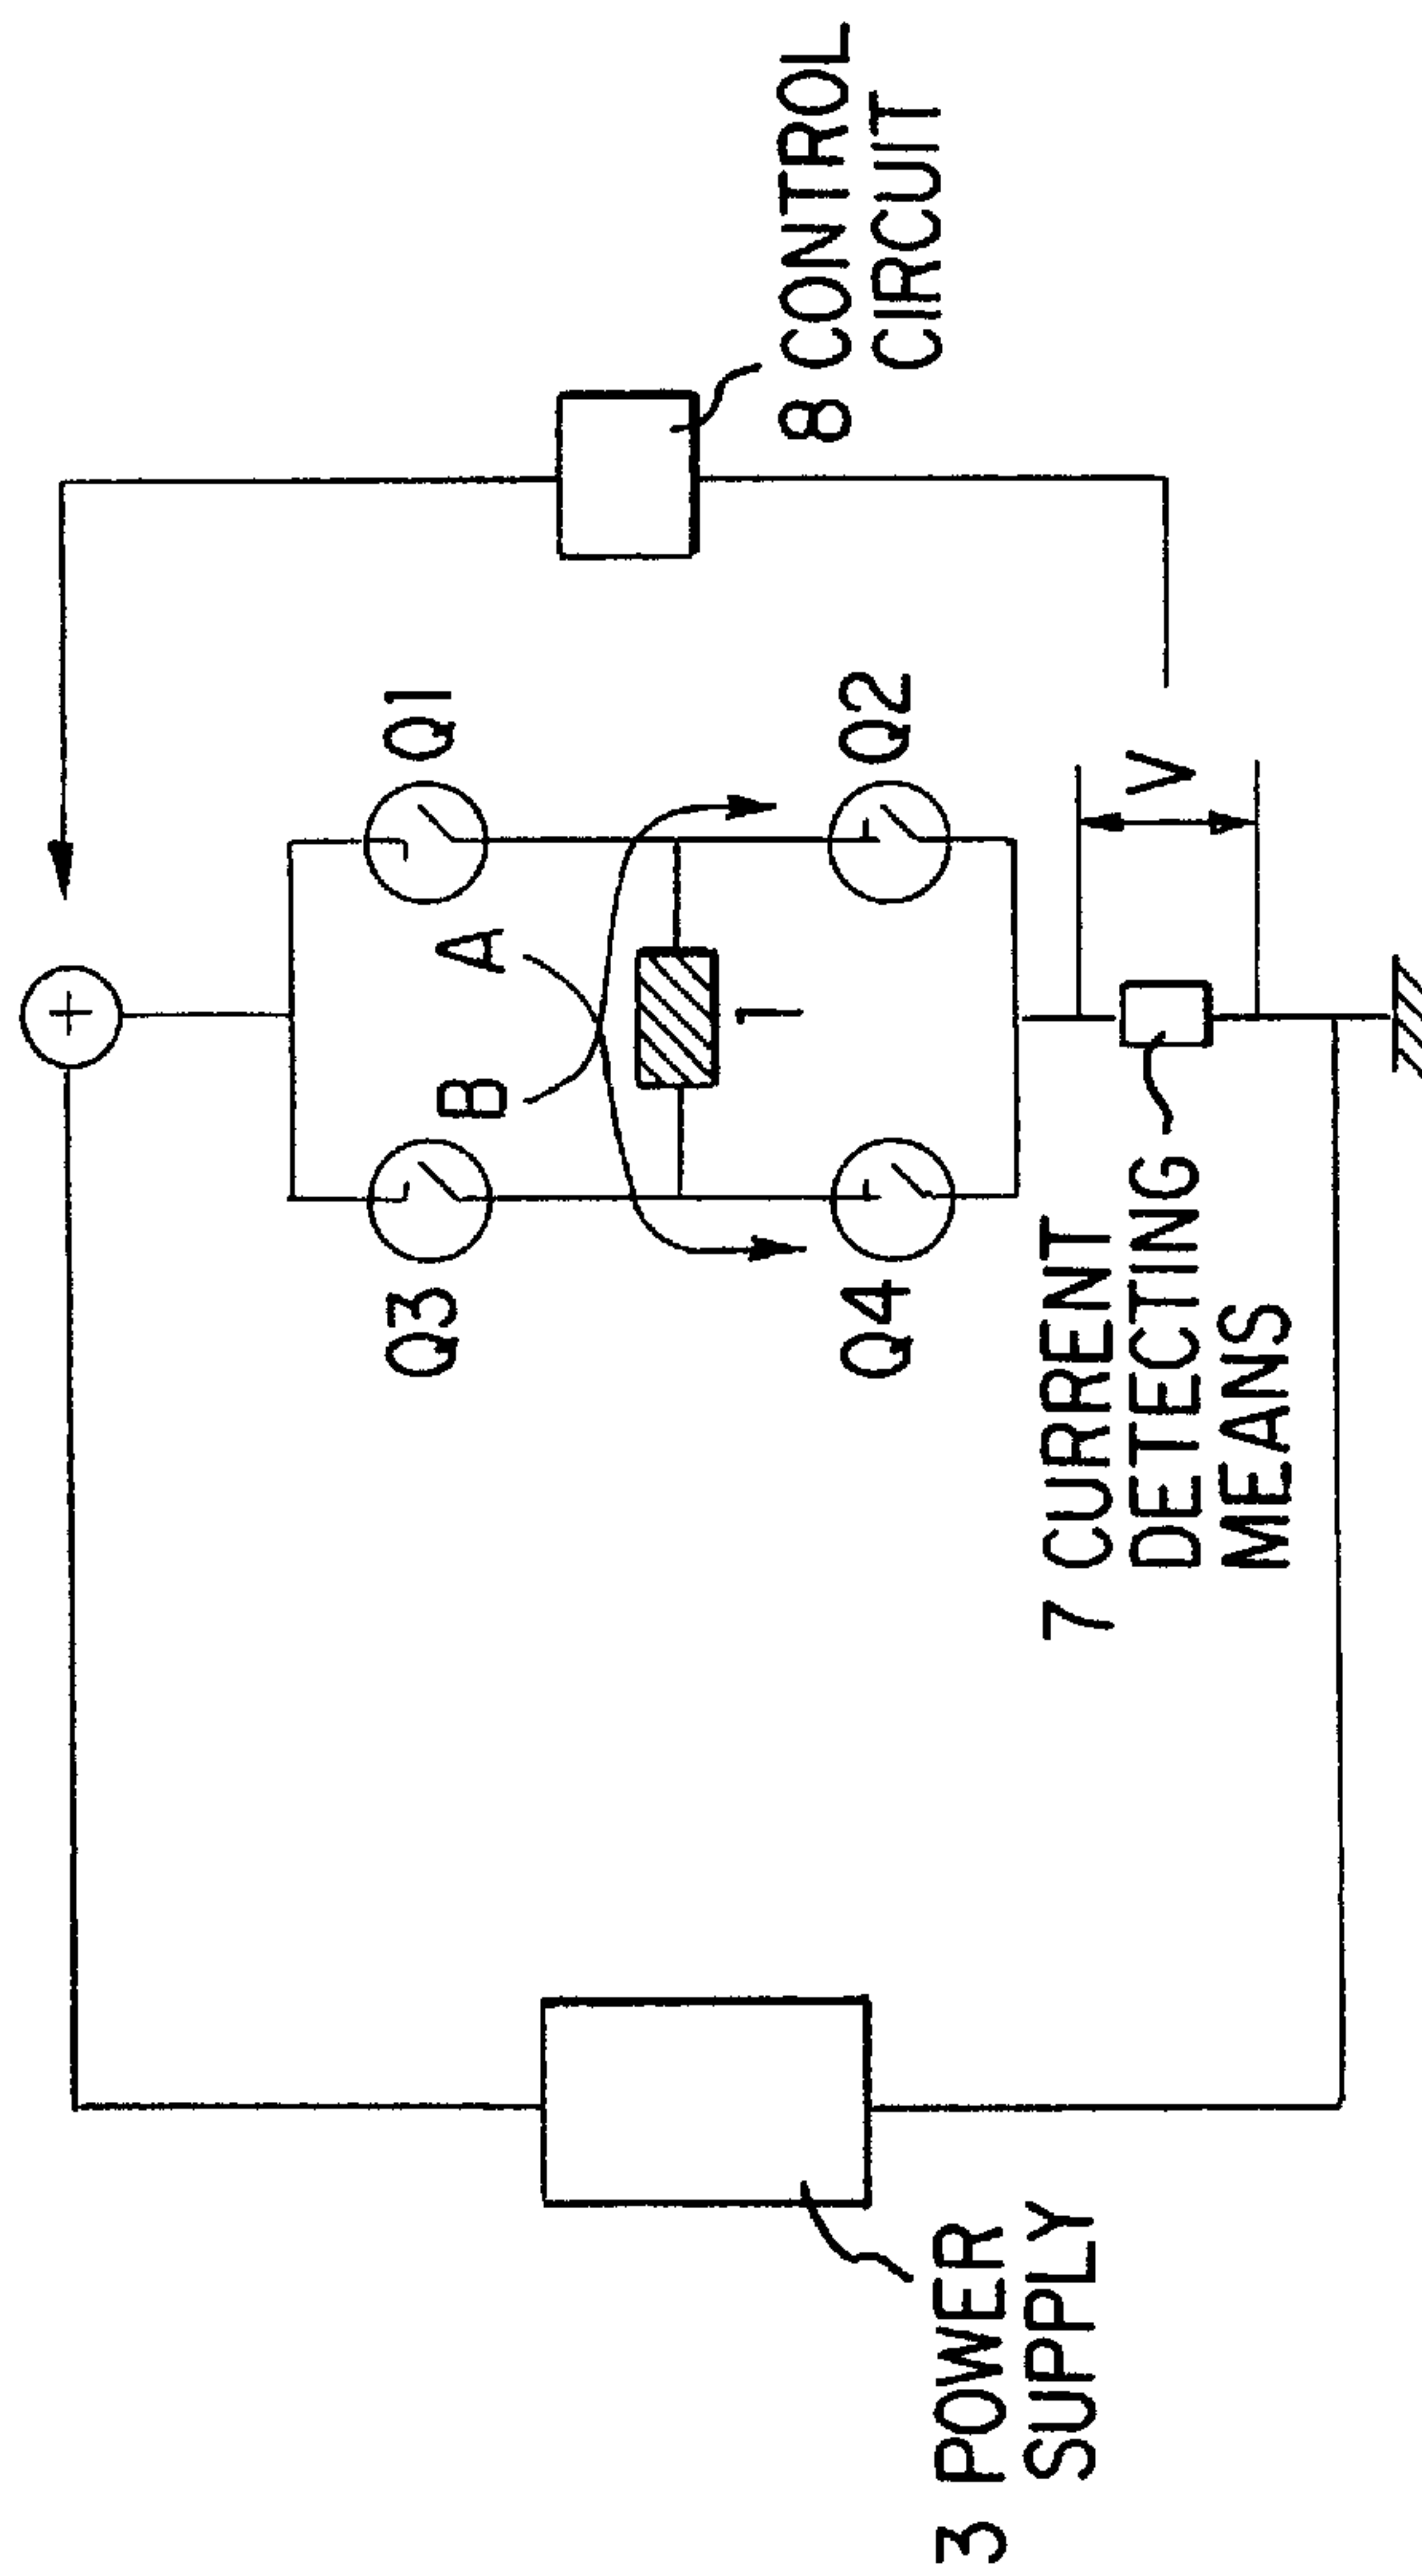 3 POWER
SUPPLY
+
Q3
Q1
B
A
1
Q4
Q2
7 CURRENT
DETECTING
MEANS
V
8 CONTROL
CIRCUIT